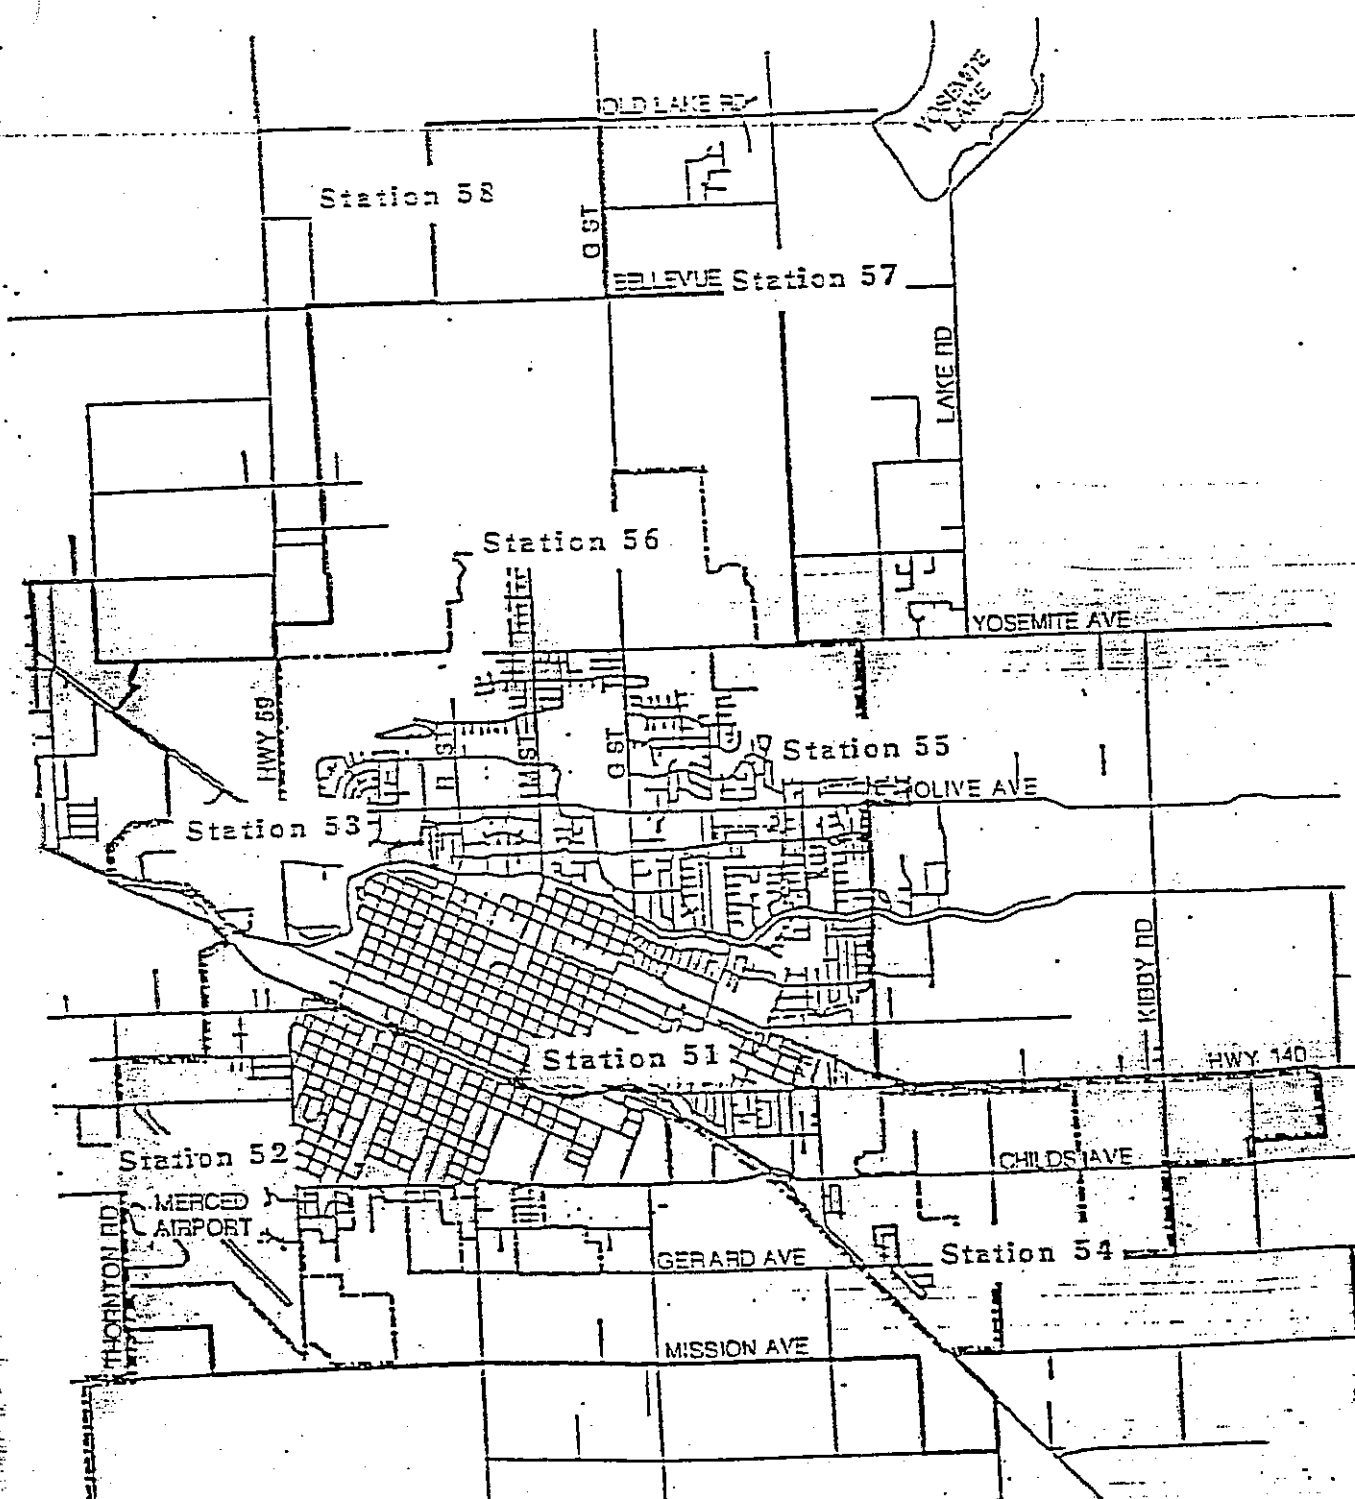 YOSEMITE
LAKE
OLD LAKE RD
Station 58
G ST
BELLEVUE
Station 57
LAKE RD
Station 56
YOSEMITE AVE
HWY 59
R ST
M ST
G ST
Station 55
OLIVE AVE
Station 53
KIBBY RD
Station 51
HWY 140
Station 52
CHILDS AVE
MERCED
AIRPORT
THORNTON RD
GERARD AVE
Station 54
MISSION AVE